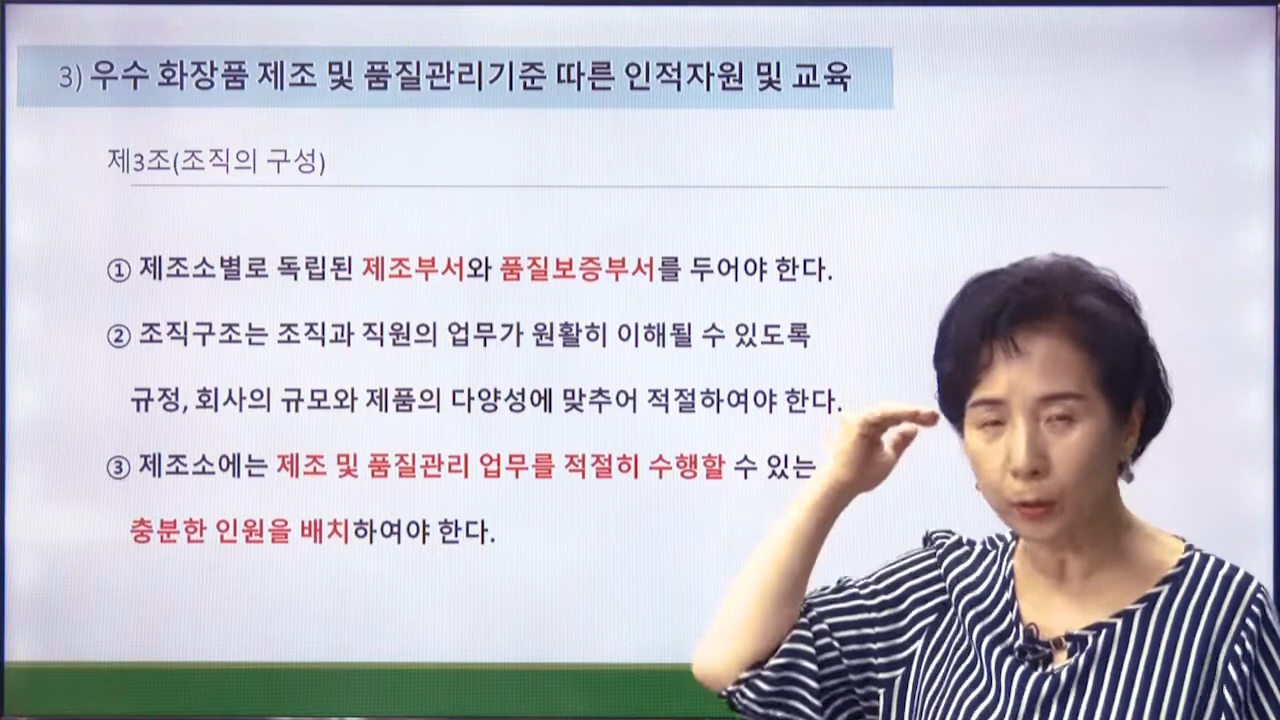 3) 우수 화장품 제조 및 품질관리기준 따른 인적자원 및 교육
제3조(조직의 구성)
① 제조소별로 독립된 제조부서와 품질보증부서를 두어야 한다.
② 조직구조는 조직과 직원의 업무가 원활히 이해될 수 있도록
규정, 회사의 규모와 제품의 다양성에 맞추어 적절하여야 한다.
③ 제조소에는 제조 및 품질관리 업무를 적절히 수행할 수 있는
충분한 인원을 배치하여야 한다.